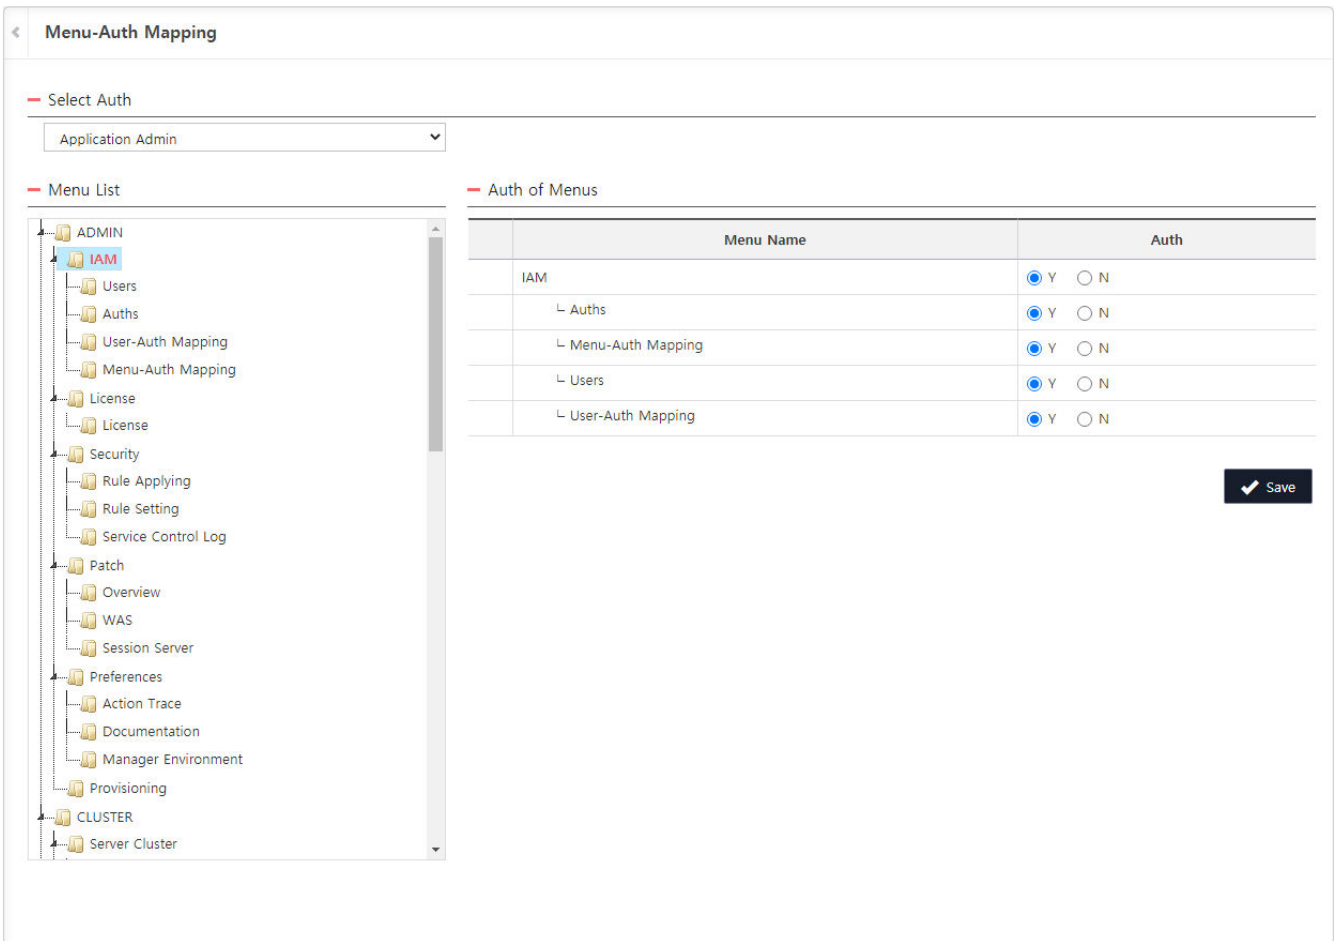 Menu-Auth Mapping
Select Auth
Application Admin
Menu List
ADMIN
IAM
Users
Auths
User-Auth Mapping
Menu-Auth Mapping
License
License
Security
Rule Applying
Rule Setting
Service Control Log
Patch
Overview
WAS
Session Server
Preferences
Action Trace
Documentation
Manager Environment
Provisioning
CLUSTER
Server Cluster
Auth of Menus
Menu Name Auth
IAM Y N
└ Auths Y N
└ Menu-Auth Mapping Y N
└ Users Y N
└ User-Auth Mapping Y N
Save